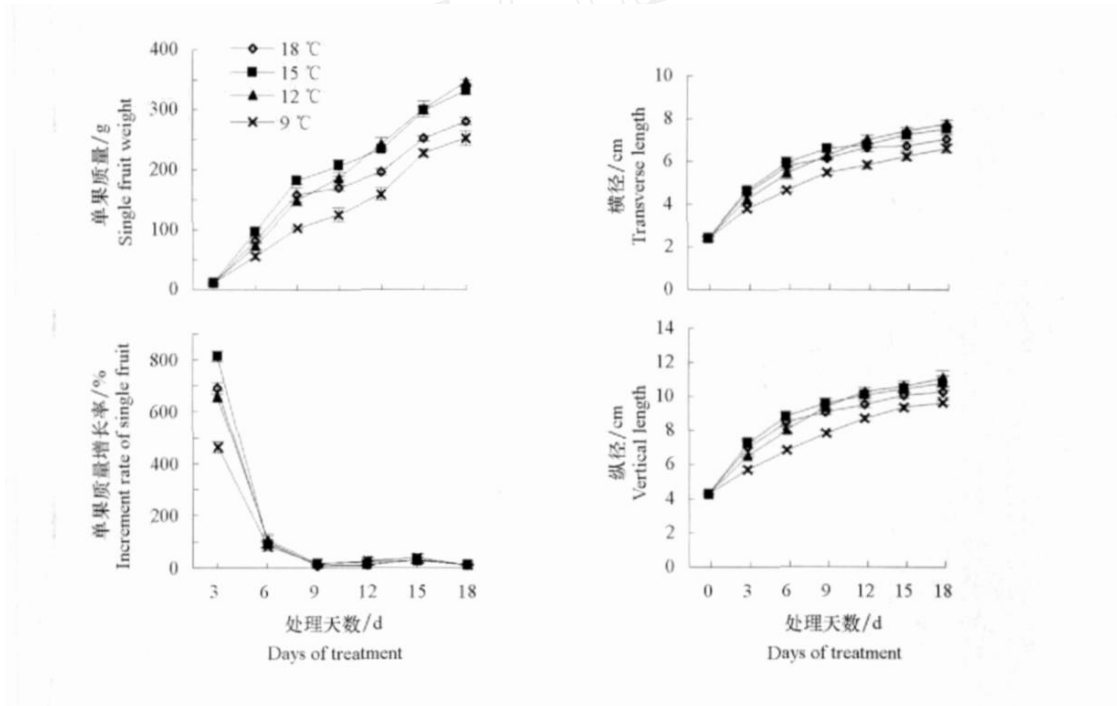 单果质量/g
Single fruit weight
400
300
200
100
0
18 ℃
15 ℃
12 ℃
9 ℃
横径/cm
Transverse length
10
8
6
4
2
0
单果质量增长率/%
Increment rate of single fruit
800
600
400
200
0
3 6 9 12 15 18
处理天数/d
Days of treatment
纵径/cm
Vertical length
14
12
10
8
6
4
2
0
0 3 6 9 12 15 18
处理天数/d
Days of treatment